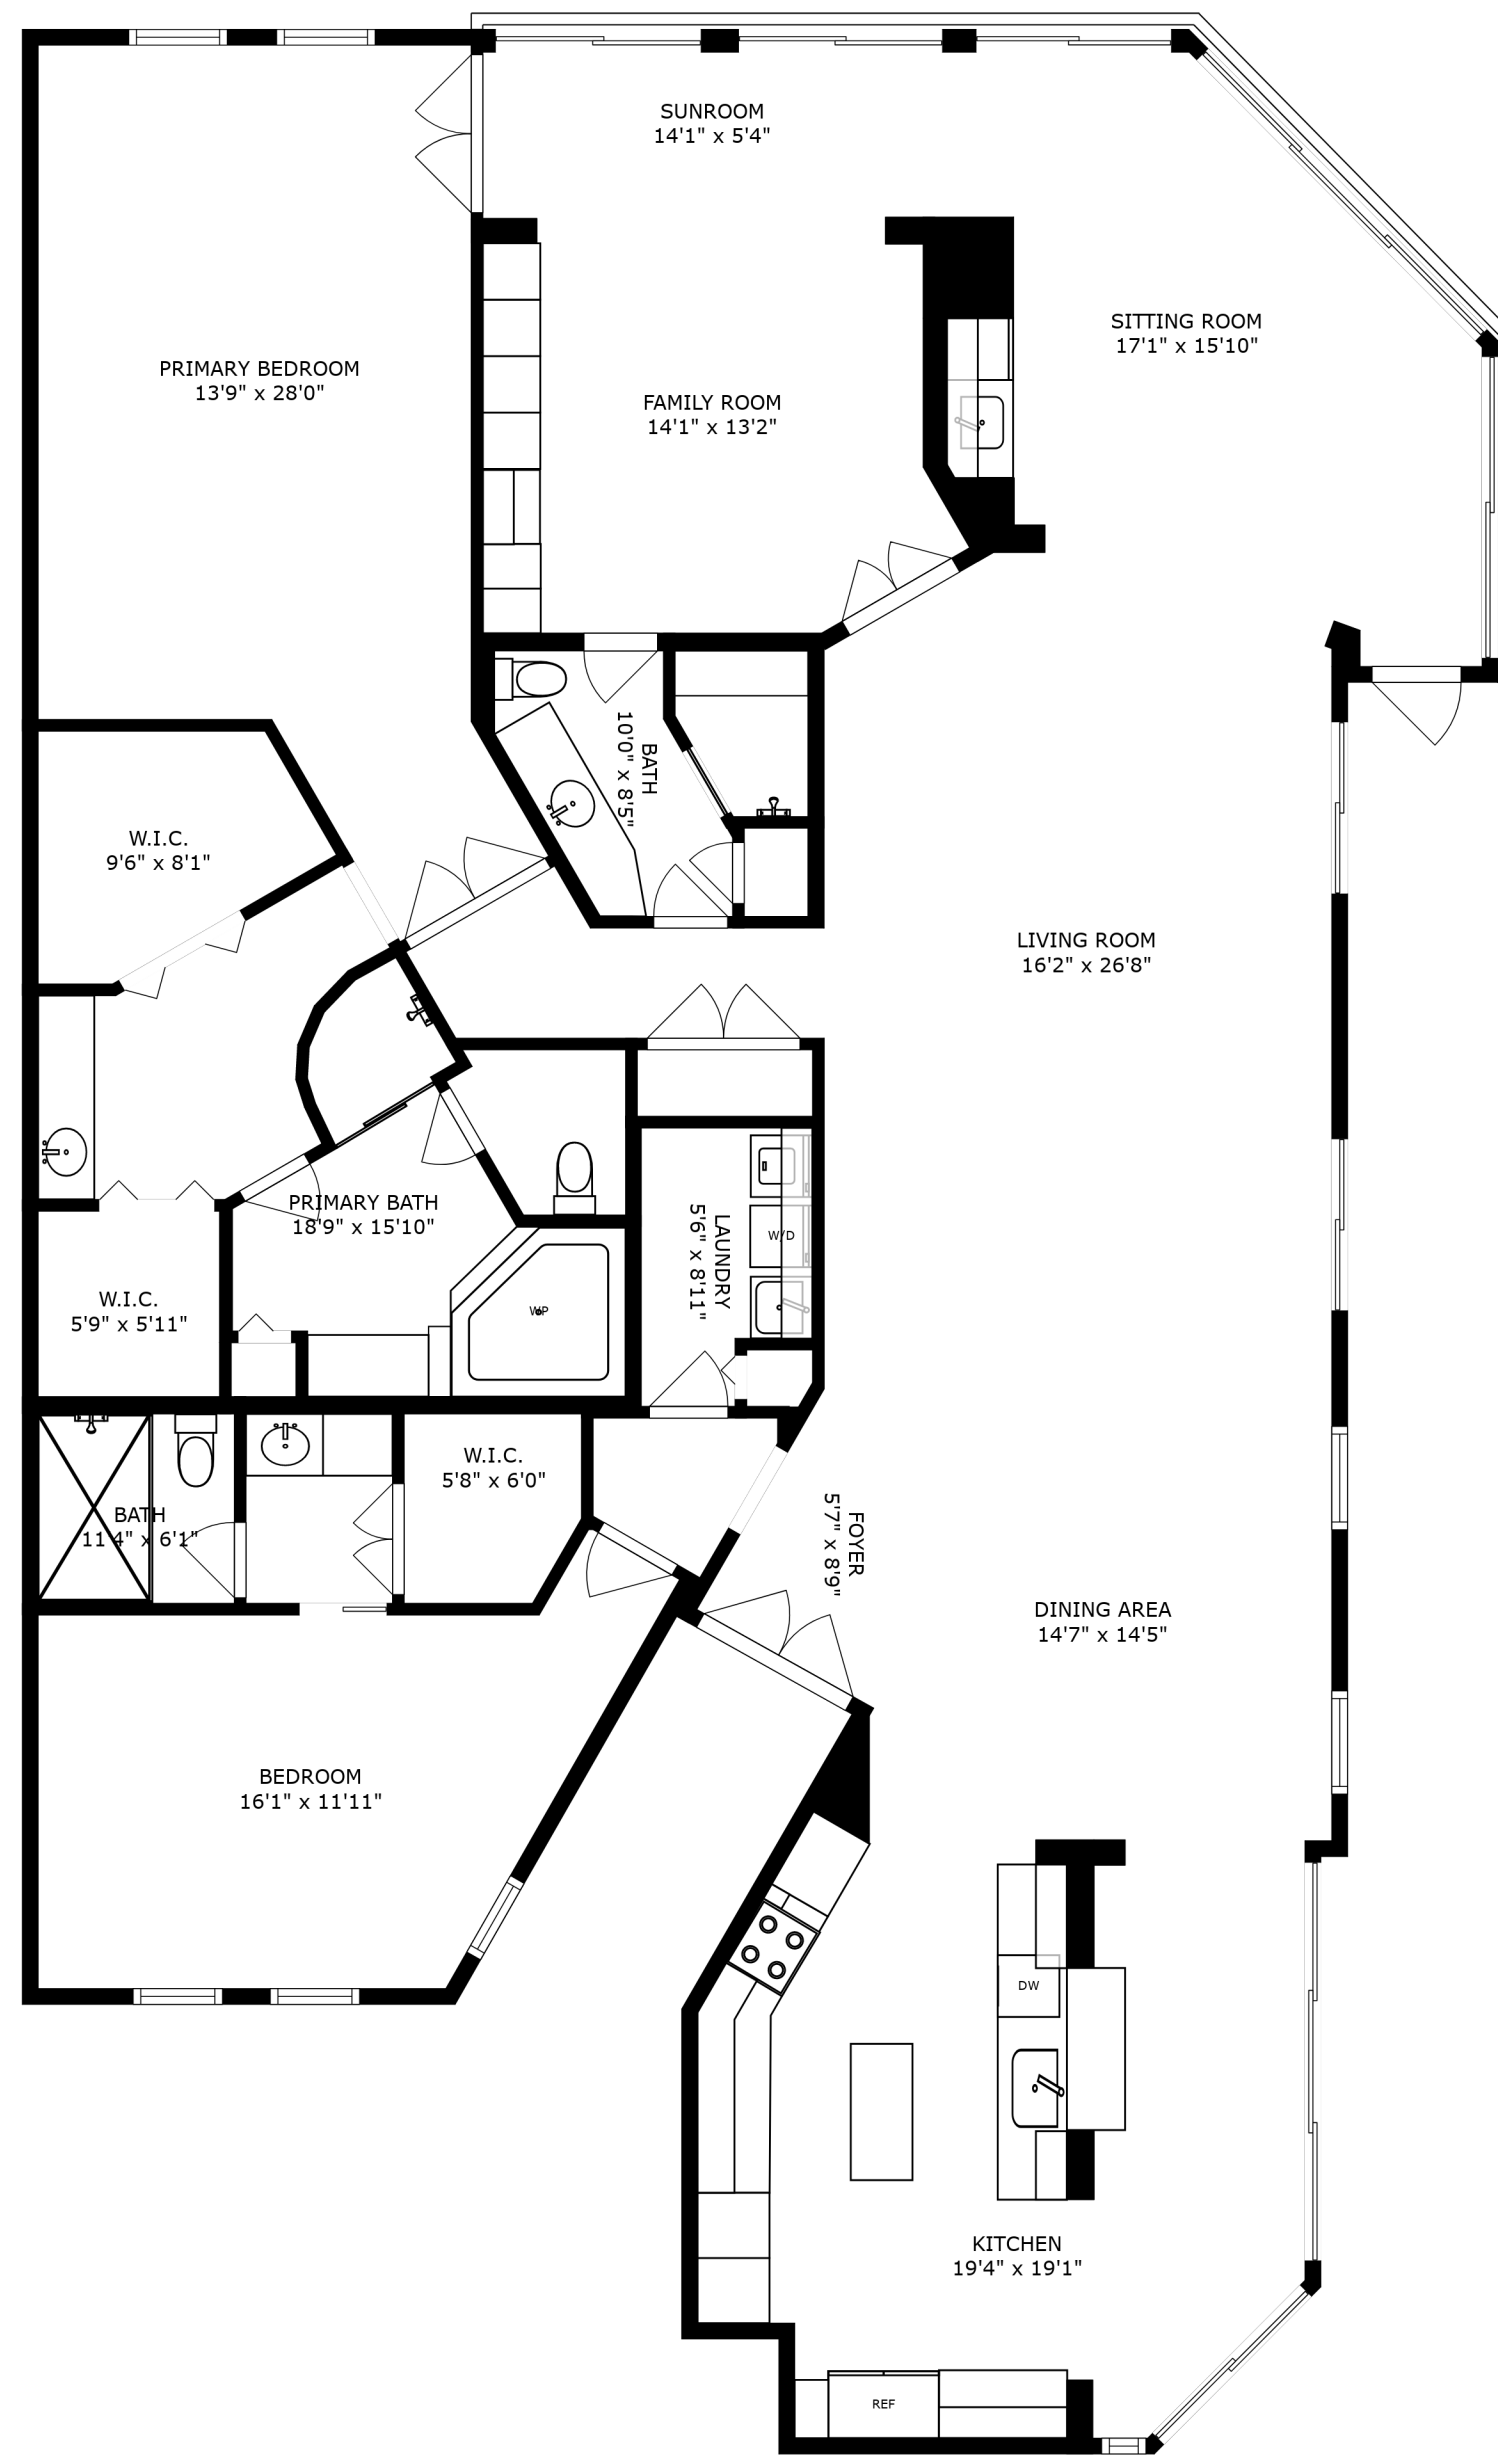 SUNROOM
14'1" x 5'4"
SITTING ROOM
17'1" x 15'10"
PRIMARY BEDROOM
13'9" x 28'0"
FAMILY ROOM
14'1" x 13'2"
BATH
10'0" x 8'5"
W.I.C.
9'6" x 8'1"
LIVING ROOM
16'2" x 26'8"
PRIMARY BATH
18'9" x 15'10"
LAUNDRY
5'6" x 8'11"
W/D
W.I.C.
5'9" x 5'11"
WP
W.I.C.
5'8" x 6'0"
BATH
11'4" x 6'1"
FOYER
5'7" x 8'9"
DINING AREA
14'7" x 14'5"
BEDROOM
16'1" x 11'11"
DW
KITCHEN
19'4" x 19'1"
REF